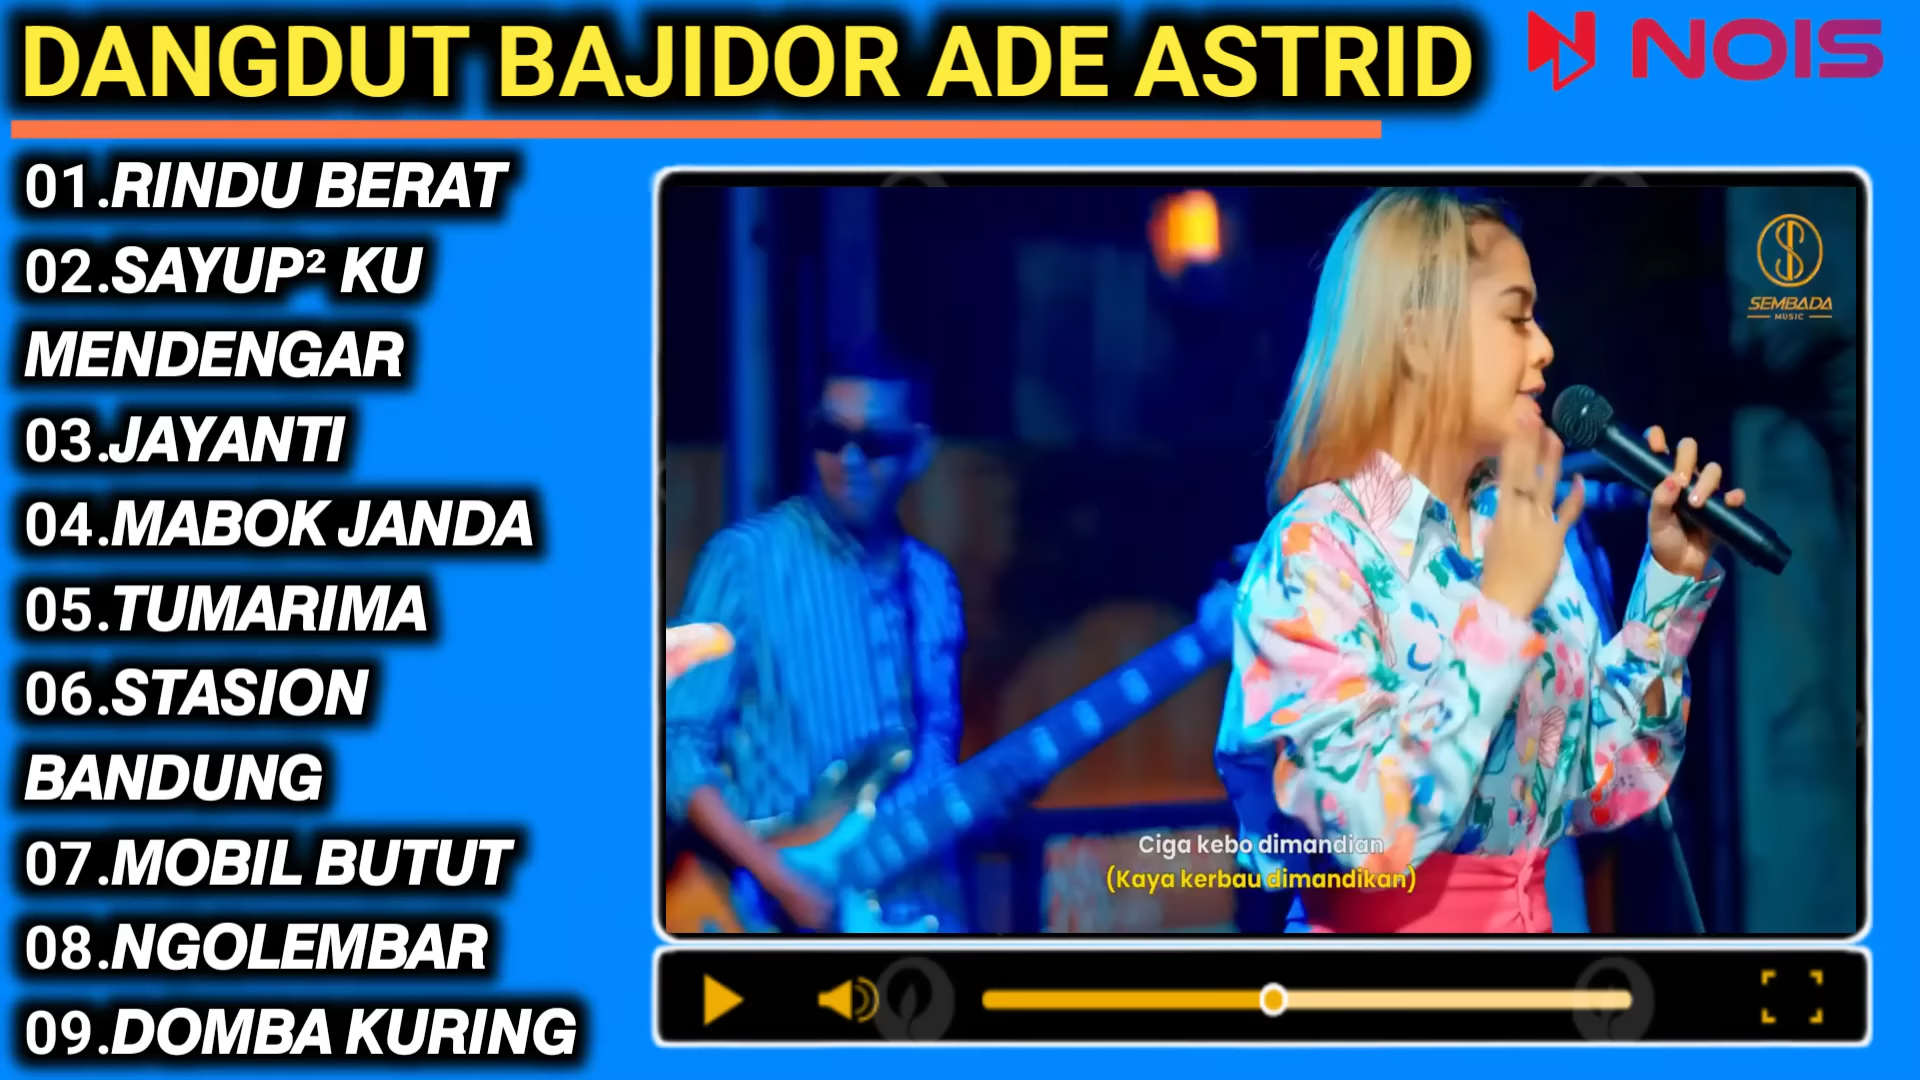 DANGDUT BAJIDOR ADE ASTRID
NOIS
01.RINDU BERAT
02.SAYUP² KU
MENDENGAR
03.JAYANTI
04.MABOK JANDA
05.TUMARIMA
06.STASION
BANDUNG
07.MOBIL BUTUT
08.NGOLEMBAR
09.DOMBA KURING
SEMBADA
MUSIC
Ciga kebo dimandian
(Kaya kerbau dimandikan)